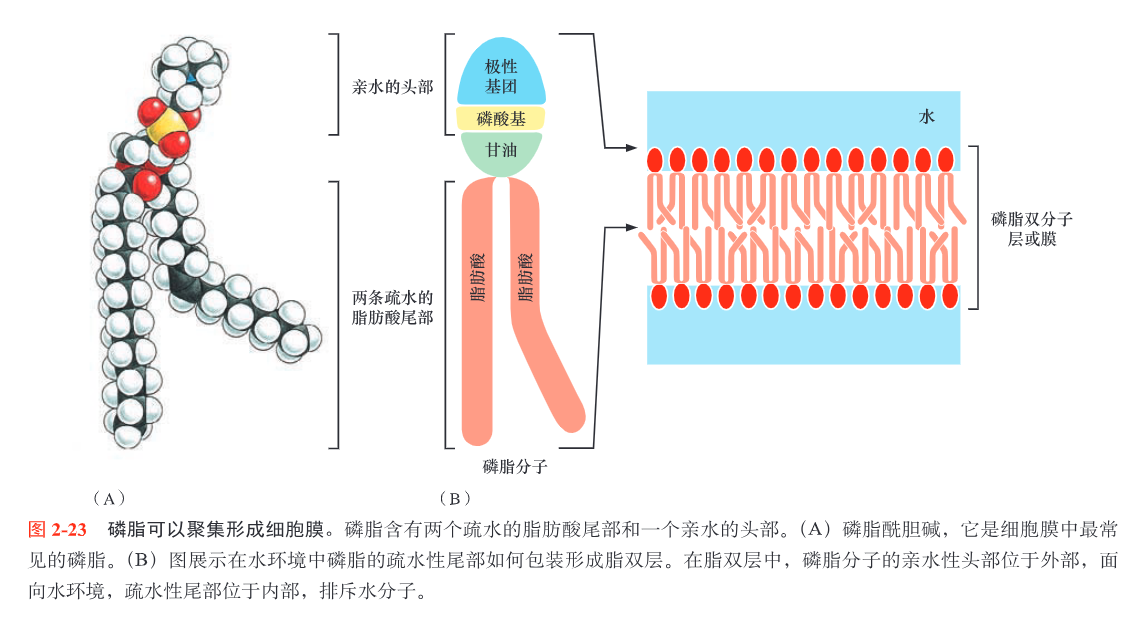 亲水的头部
极性
基团
磷酸基
甘油
水
两条疏水的
脂肪酸尾部
脂肪酸
脂肪酸
磷脂双分子
层或膜
磷脂分子
（A）
（B）
图 2-23 磷脂可以聚集形成细胞膜。磷脂含有两个疏水的脂肪酸尾部和一个亲水的头部。（A）磷脂酰胆碱，它是细胞膜中最常
见的磷脂。（B）图展示在水环境中磷脂的疏水性尾部如何包装形成脂双层。在脂双层中，磷脂分子的亲水性头部位于外部，面
向水环境，疏水性尾部位于内部，排斥水分子。